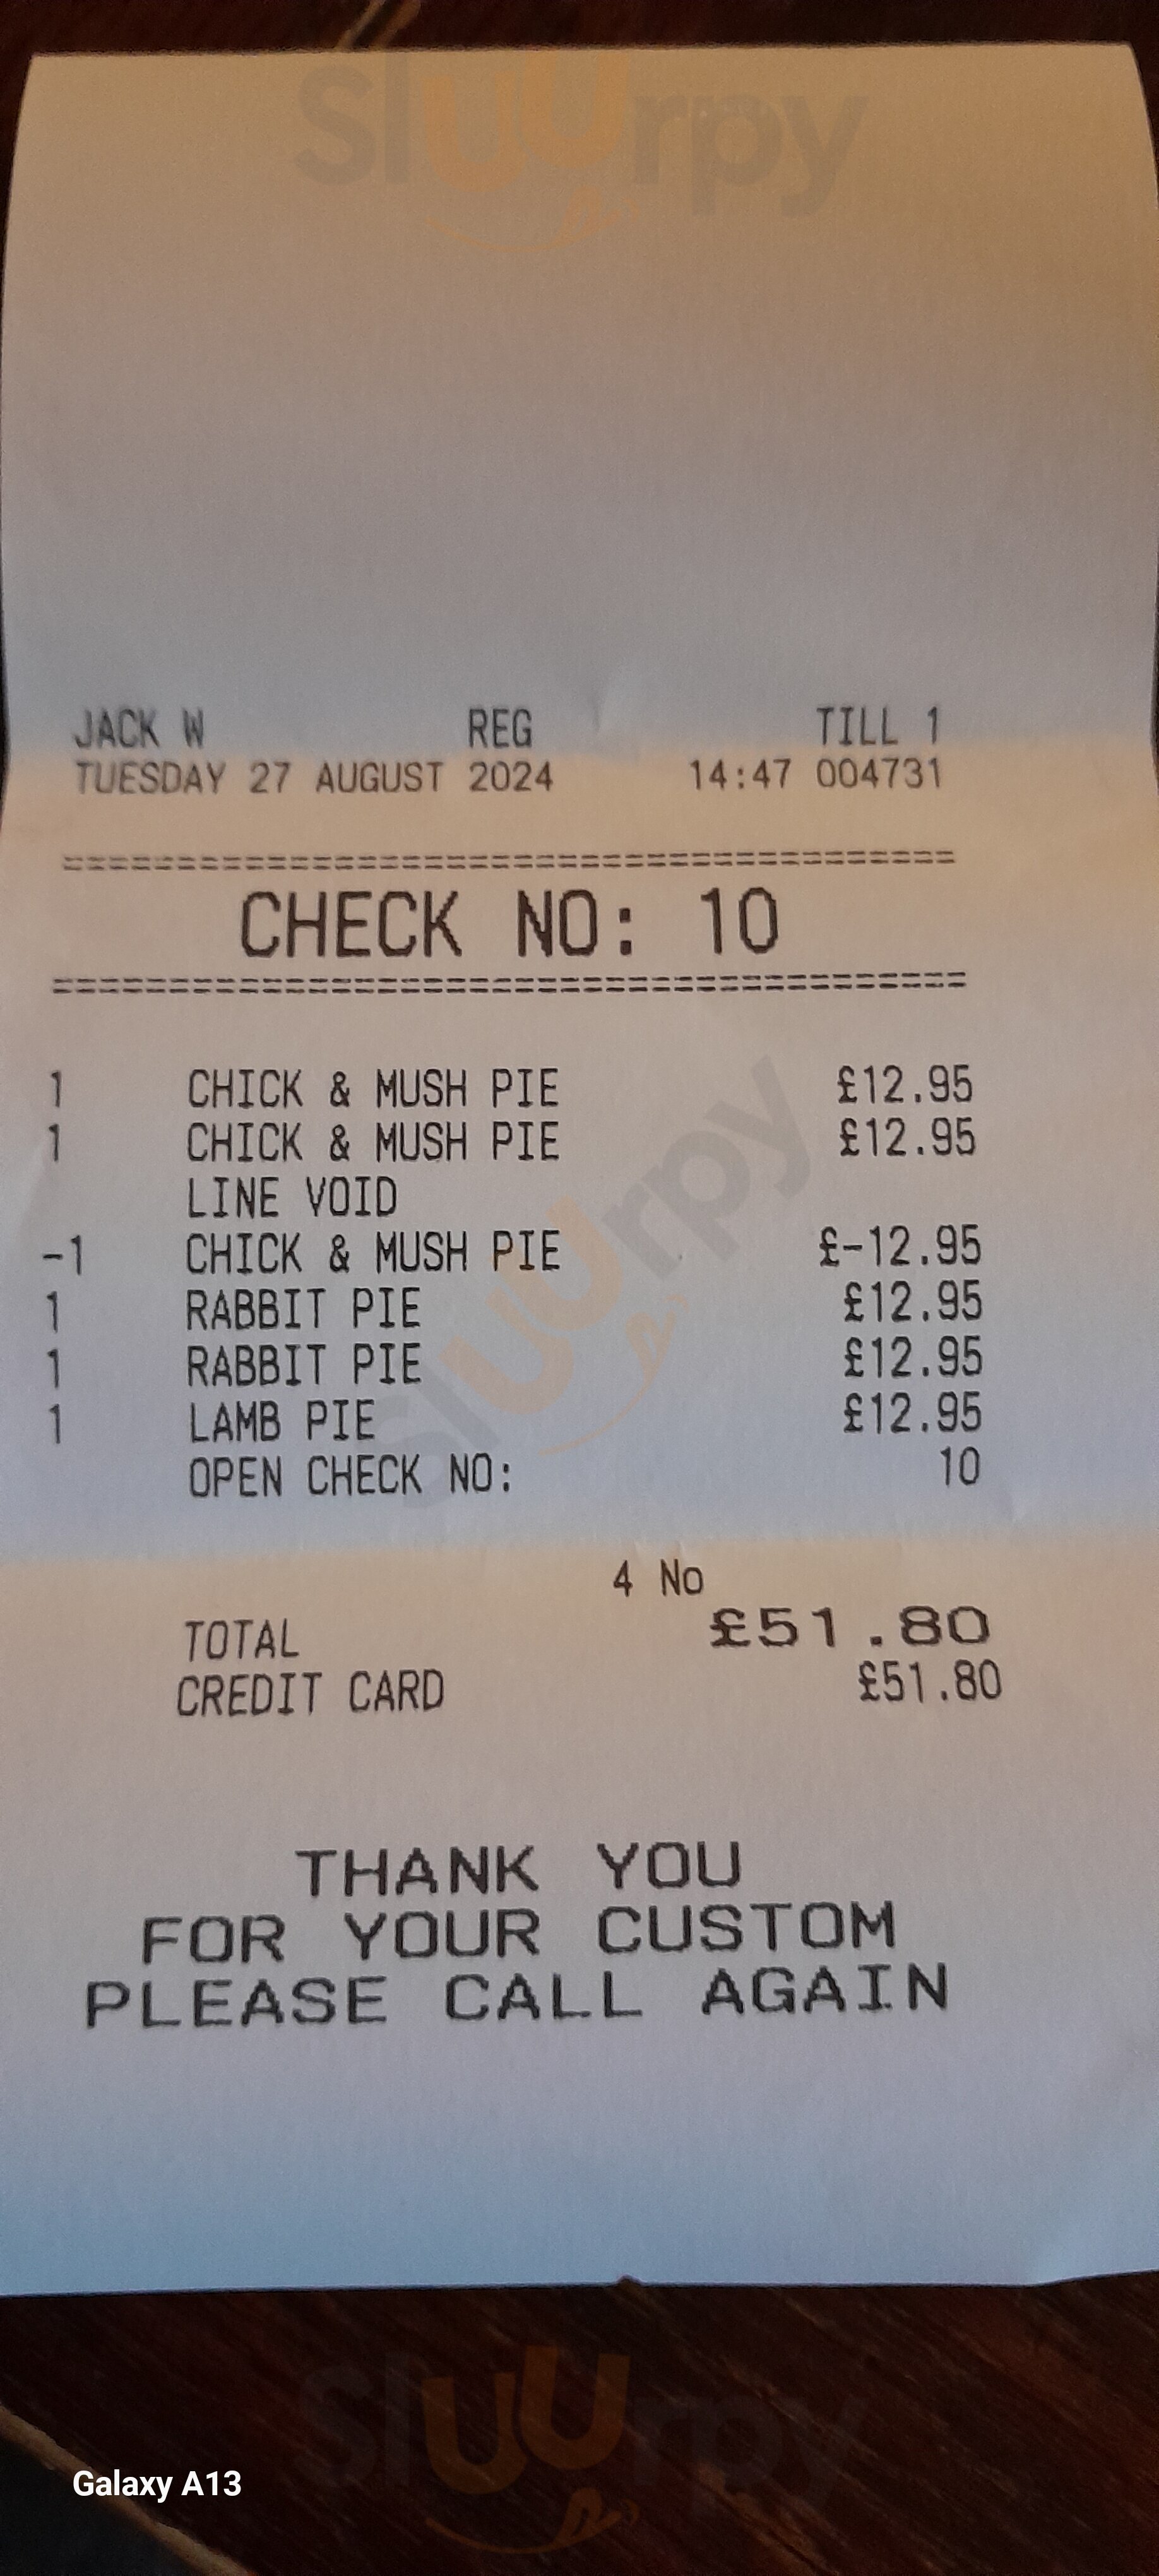 Sluurpy
JACK W REG TILL 1
TUESDAY 27 AUGUST 2024 14:47 004731
========================================
CHECK NO: 10
========================================
1 CHICK & MUSH PIE £12.95
1 CHICK & MUSH PIE £12.95
LINE VOID
-1 CHICK & MUSH PIE £-12.95
1 RABBIT PIE £12.95
1 RABBIT PIE £12.95
1 LAMB PIE £12.95
OPEN CHECK NO: 10
Sluurpy
4 No
TOTAL £51.80
CREDIT CARD £51.80
THANK YOU
FOR YOUR CUSTOM
PLEASE CALL AGAIN
Sluurpy
Galaxy A13